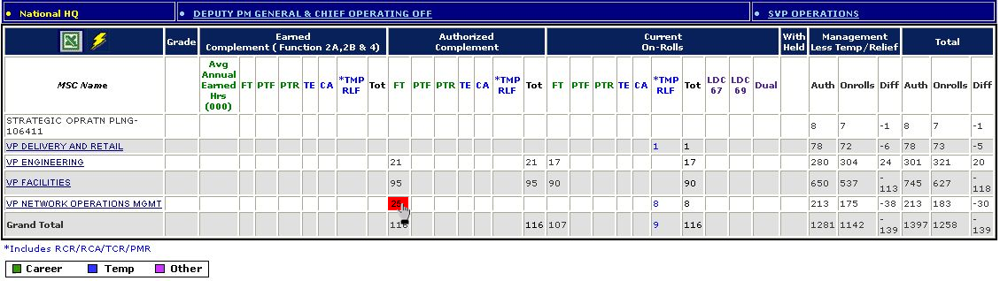 National HQ DEPUTY PM GENERAL & CHIEF OPERATING OFF SVP OPERATIONS
Grade Earned Complement ( Function 2A,2B & 4) Authorized Complement Current On-Rolls With Held Management Less Temp/Relief Total
MSC Name Avg Annual Earned Hrs (000) FT PTF PTR TE CA *TMP RLF Tot FT PTF PTR TE CA *TMP RLF Tot FT PTF PTR TE CA *TMP RLF Tot LDC 67 LDC 69 Dual Auth Onrolls Diff Auth Onrolls Diff
STRATEGIC OPRATN PLNG-
106411 8 7 -1 8 7 -1
VP DELIVERY AND RETAIL 1 1 78 72 -6 78 73 -5
VP ENGINEERING 21 21 17 17 280 304 24 301 321 20
VP FACILITIES 95 95 90 90 650 537 -113 745 627 -118
VP NETWORK OPERATIONS MGMT 8 8 213 175 -38 213 183 -30
Grand Total 116 116 107 9 116 1281 1142 -139 1397 1258 -139
*Includes RCR/RCA/TCR/PMR
Career Temp Other